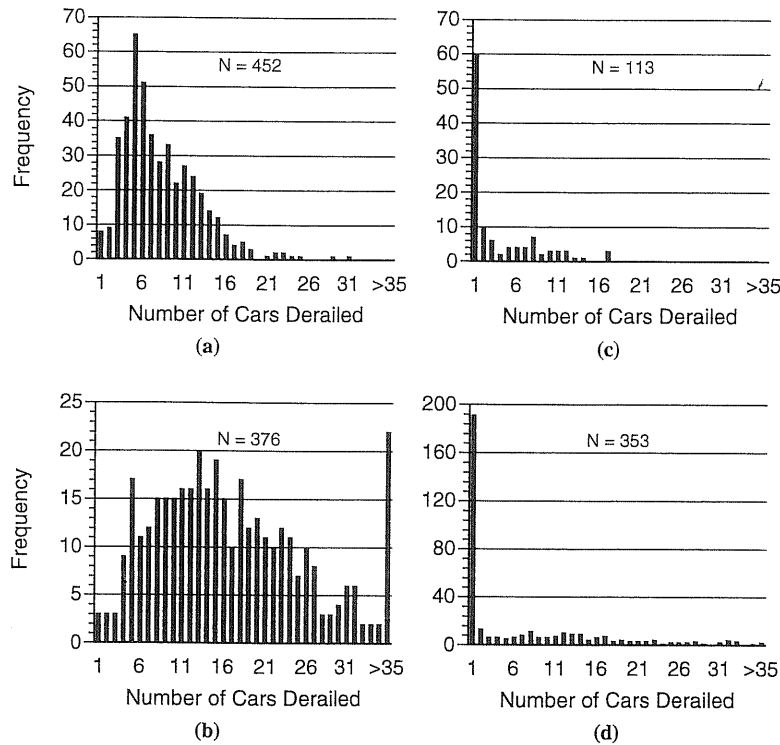 70
60
50
40
30
20
10
0
Frequency
N = 452
1 6 11 16 21 26 31 >35
Number of Cars Derailed
(a)
70
60
50
40
30
20
10
0
N = 113
1 6 11 16 21 26 31 >35
Number of Cars Derailed
(c)
25
20
15
10
5
0
Frequency
N = 376
1 6 11 16 21 26 31 >35
Number of Cars Derailed
(b)
200
160
120
80
40
0
N = 353
1 6 11 16 21 26 31 >35
Number of Cars Derailed
(d)